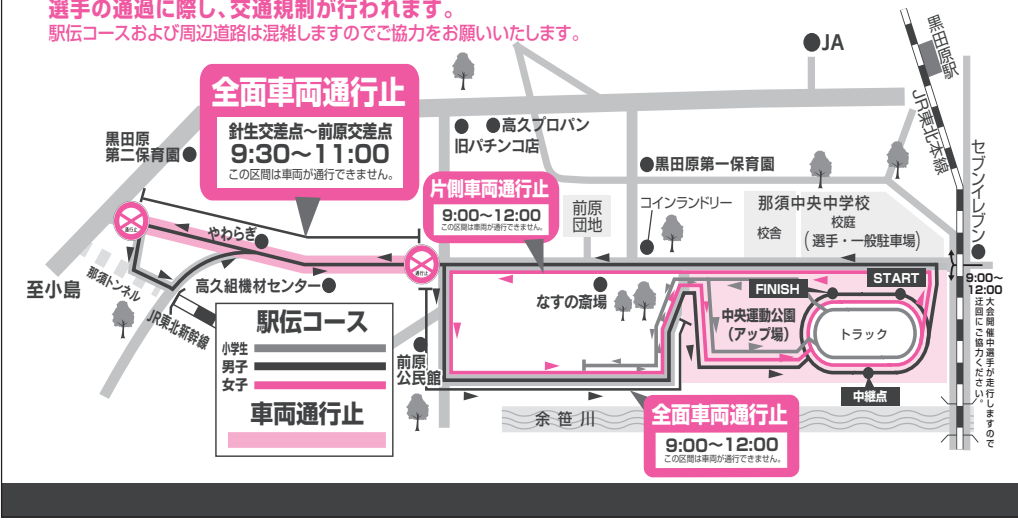 選手の通過に際し、交通規制が行われます。
駅伝コースおよび周辺道路は混雑しますのでご協力をお願いいたします。
●JA
黒田原駅
JR東北本線
全面車両通行止
針生交差点～前原交差点
9:30～11:00
この区間は車両が通行できません。
黒田原
第二保育園●
●高久プロパン
旧パチンコ店
●黒田原第一保育園
セブンイレブン
片側車両通行止
9:00～12:00
この区間は車両が通行できません。
前原
団地
コインランドリー
那須中央中学校
校舎
校庭
(選手・一般駐車場)
通行止
やわらぎ
通行止
至小島
那須トンネル
高久組機材センター●
JR東北新幹線
なすの斎場
START
FINISH
中央運動公園
(アップ場)
トラック
中継点
9:00～
12:00
大会開催中選手が走行しますので
迂回にご協力ください。
駅伝コース
小学生
男子
女子
車両通行止
前原
公民館
余笹川
全面車両通行止
9:00～12:00
この区間は車両が通行できません。